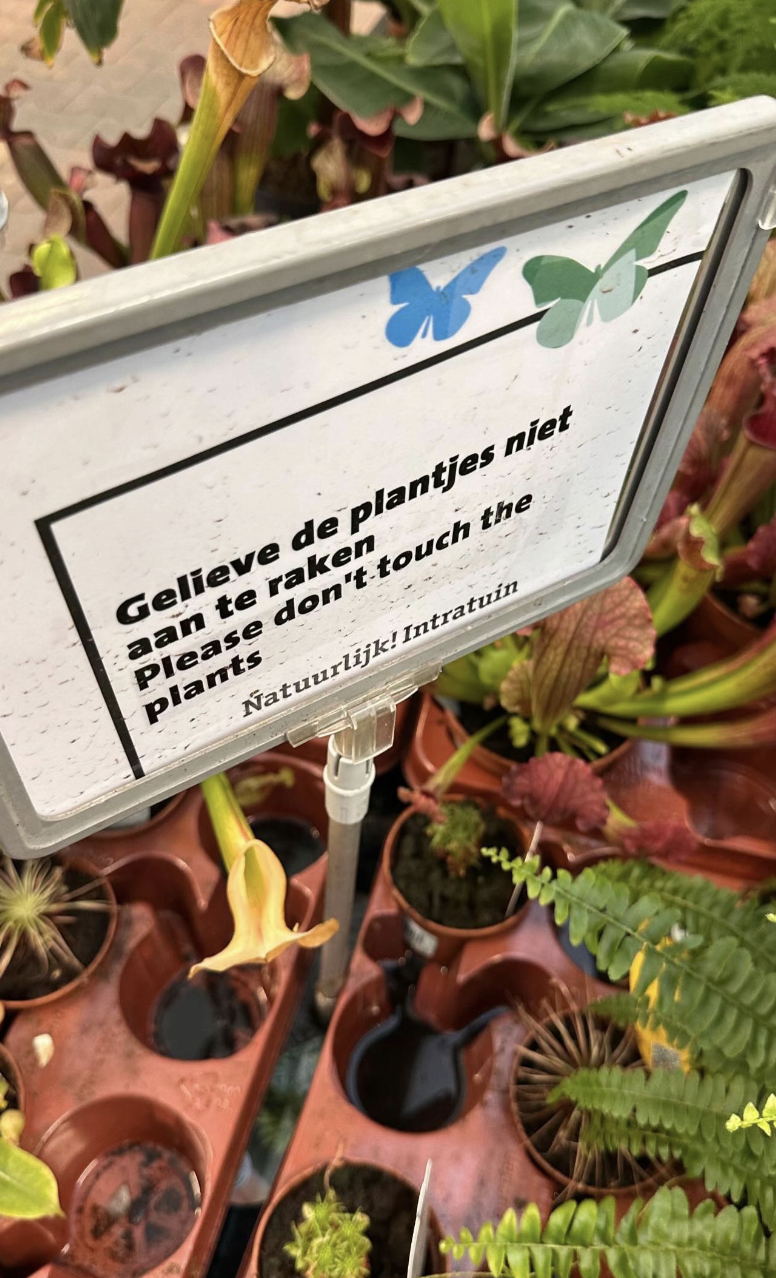 Gelieve de plantjes niet
aan te raken
Please don't touch the
plants
Natuurlijk! Intratuin